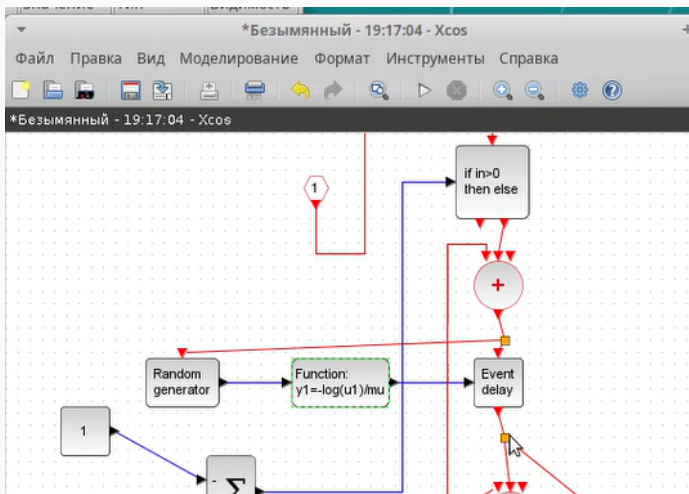 *Безымянный - 19:17:04 - Xcos
Файл Правка Вид Моделирование Формат Инструменты Справка
*Безымянный - 19:17:04 - Xcos
if in>0
then else
1
+
Random
generator
Function:
y1=-log(u1)/mu
Event
delay
1
-
Σ